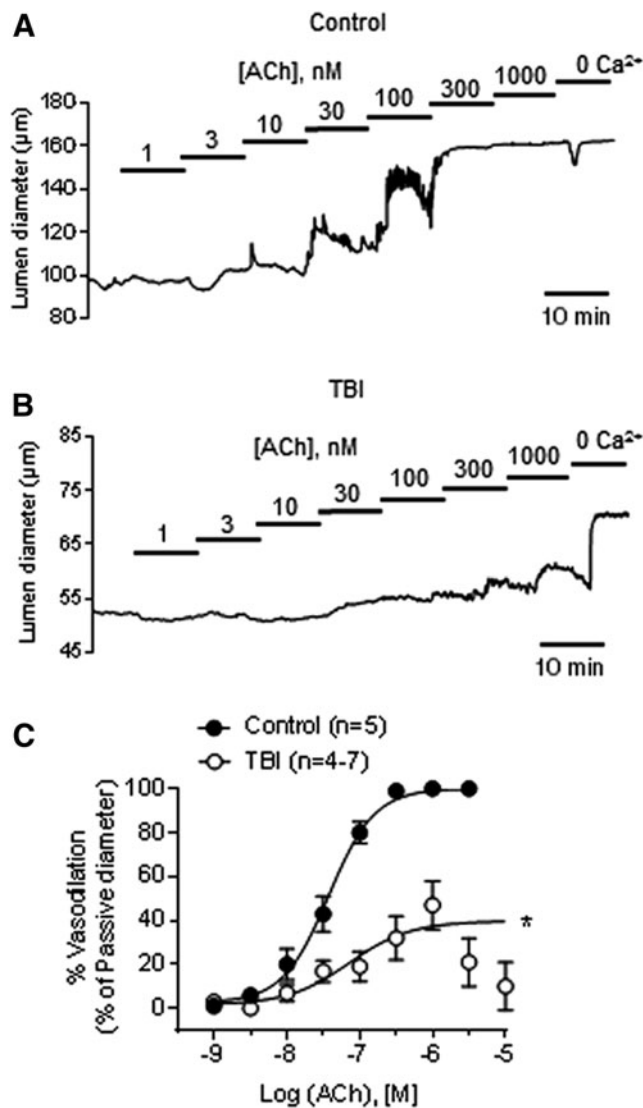 A
Control
[ACh], nM
1
3
10
30
100
300
1000
0 Ca²⁺
Lumen diameter (µm)
180
160
140
120
100
80
10 min
B
TBI
[ACh], nM
1
3
10
30
100
300
1000
0 Ca²⁺
Lumen diameter (µm)
85
75
65
55
45
10 min
C
Control (n=5)
TBI (n=4-7)
% Vasodilation
(% of Passive diameter)
100
80
60
40
20
0
*
-9 -8 -7 -6 -5
Log (ACh), [M]